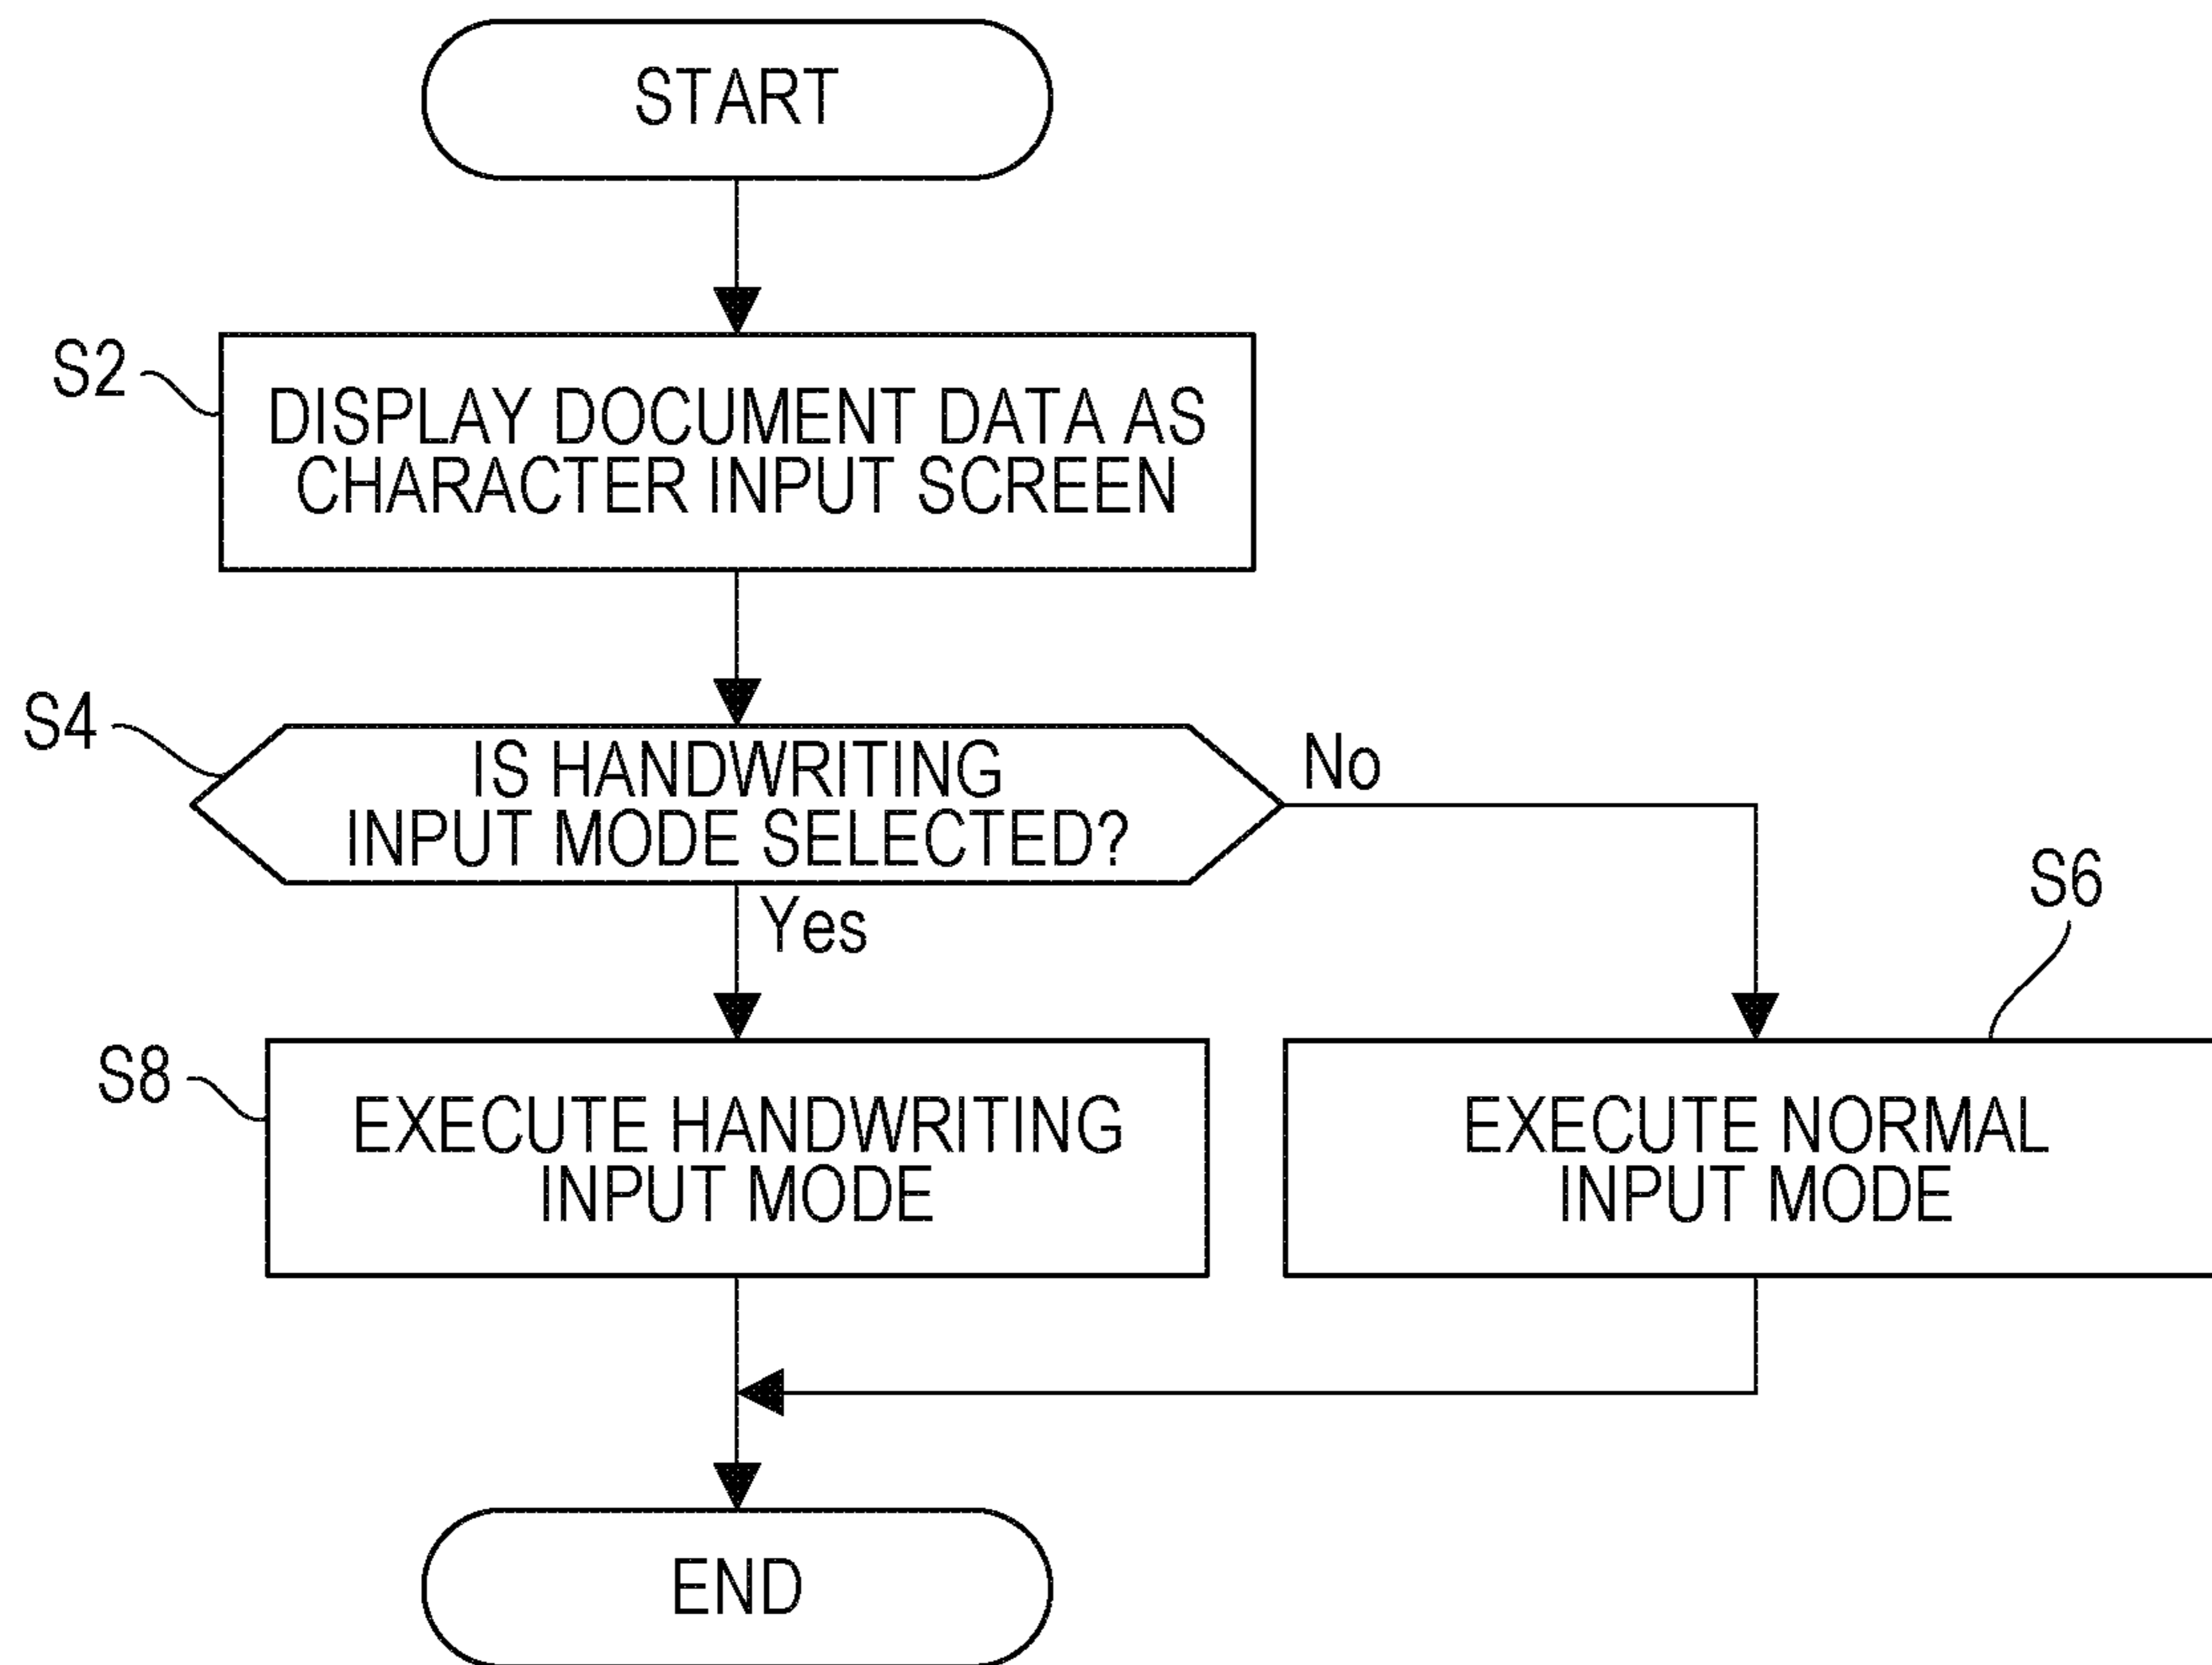 START
S2
DISPLAY DOCUMENT DATA AS
CHARACTER INPUT SCREEN
S4
IS HANDWRITING
INPUT MODE SELECTED?
No
Yes
S6
S8
EXECUTE HANDWRITING
INPUT MODE
EXECUTE NORMAL
INPUT MODE
END